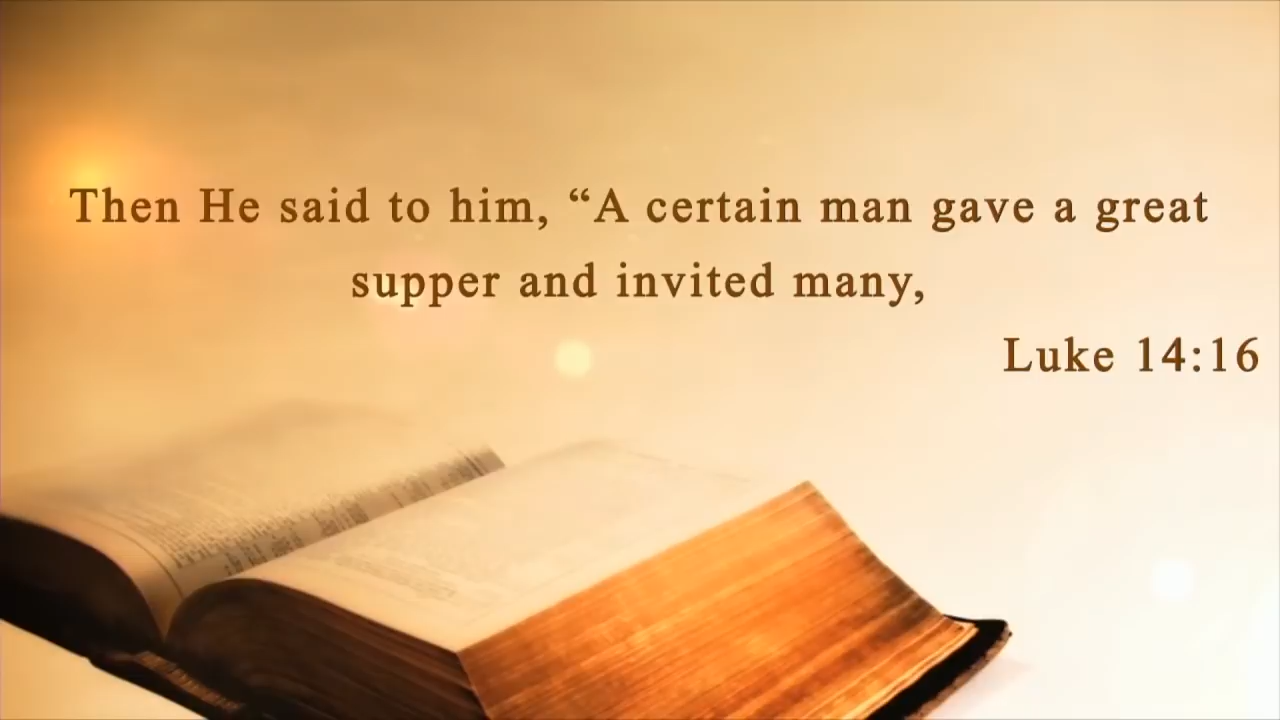 Then He said to him, “A certain man gave a great
supper and invited many,
Luke 14:16